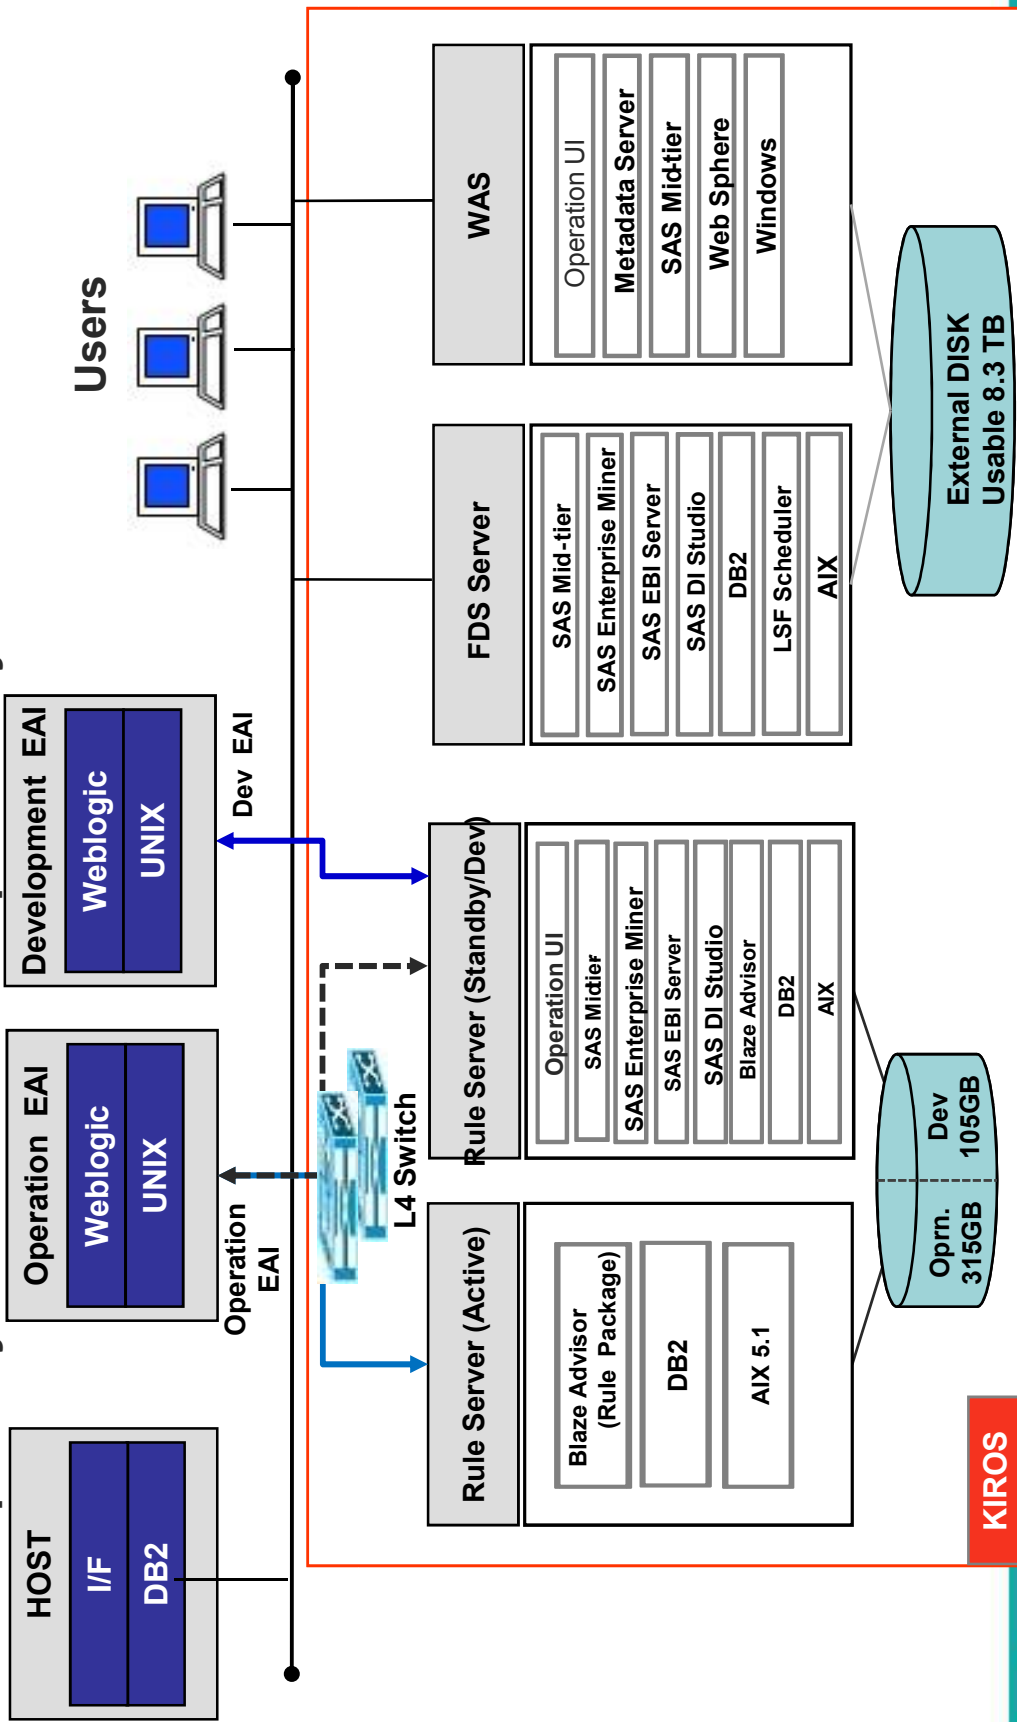 HOST
I/F
DB2
Operation EAI
Weblogic
UNIX
Development EAI
Weblogic
UNIX
Users
Operation
EAI
Dev EAI
L4 Switch
Rule Server (Active)
Blaze Advisor
(Rule Package)
DB2
AIX 5.1
Rule Server (Standby/Dev)
Operation UI
SAS Midtier
SAS Enterprise Miner
SAS EBI Server
SAS DI Studio
Blaze Advisor
DB2
AIX
FDS Server
SAS Mid-tier
SAS Enterprise Miner
SAS EBI Server
SAS DI Studio
DB2
LSF Scheduler
AIX
WAS
Operation UI
Metadata Server
SAS Mid-tier
Web Sphere
Windows
Oprn.
315GB
Dev
105GB
External DISK
Usable 8.3 TB
KIROS